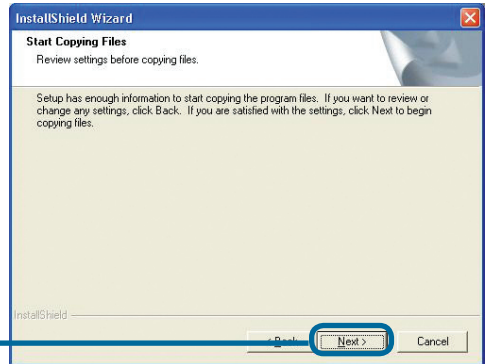 InstallShield Wizard
Start Copying Files
Review settings before copying files.
Setup has enough information to start copying the program files. If you want to review or
change any settings, click Back. If you are satisfied with the settings, click Next to begin
copying files.
InstallShield
< Back
Next >
Cancel